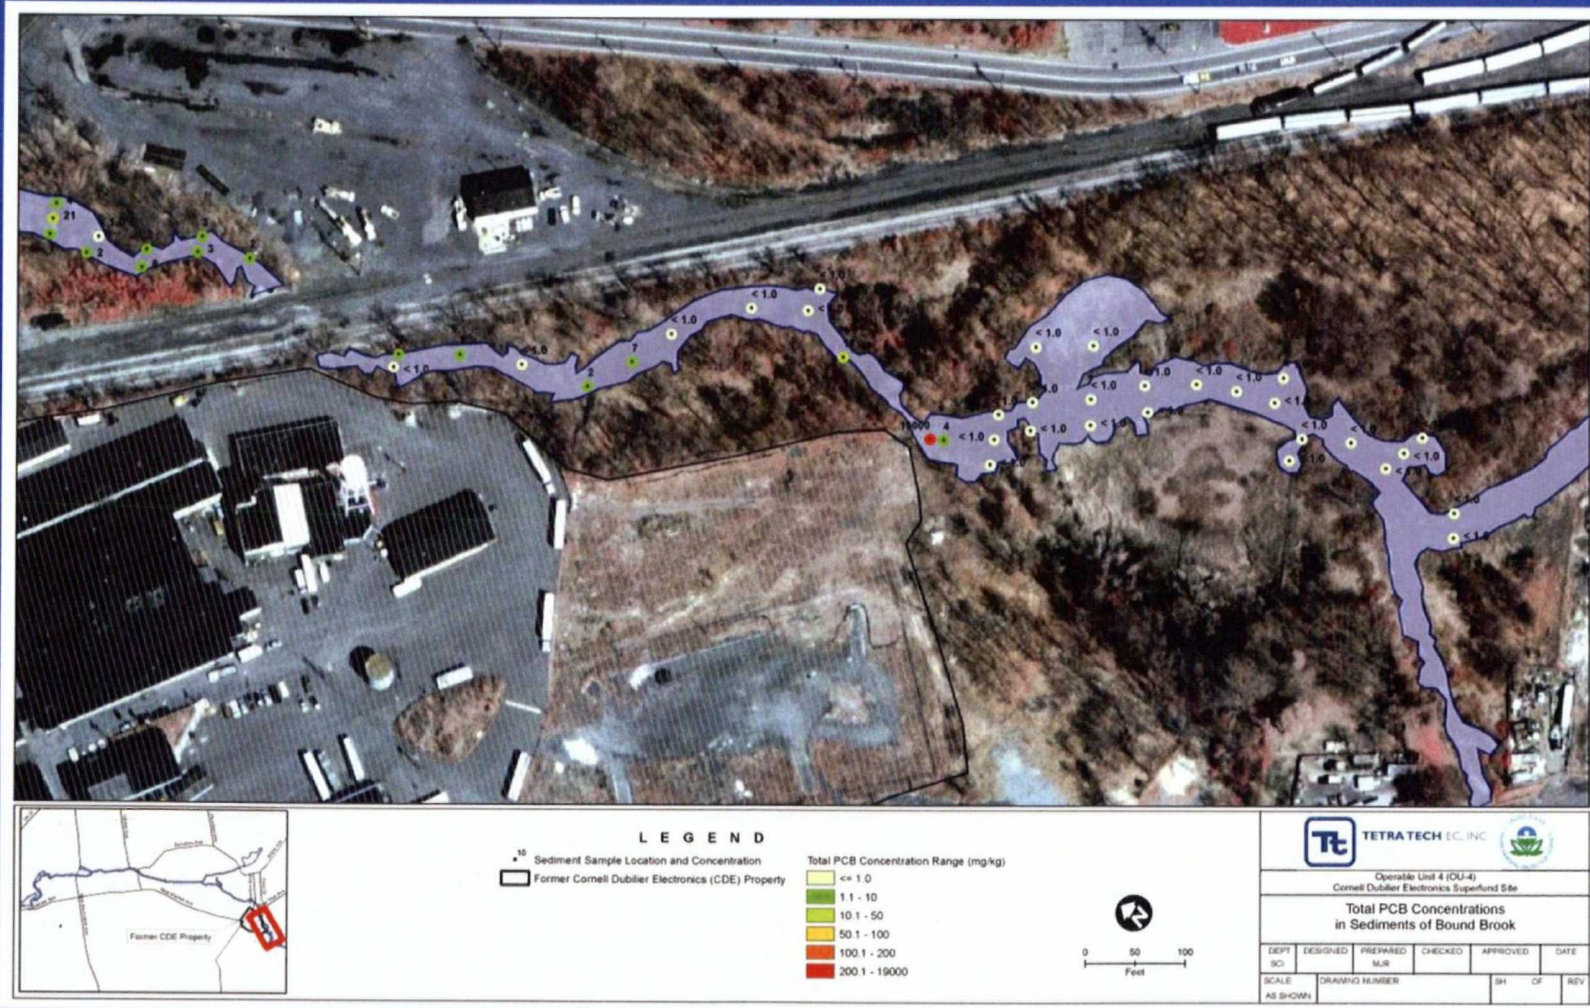 21
2
3
3
< 1.0
< 1.0
< 1.0
7
2
< 1.0
4
< 1.0
< 1.0
< 1.0
< 1.0
< 1.0
< 1.0
< 1.0
< 1.0
< 1.0
L E G E N D
10
Sediment Sample Location and Concentration
Former Cornell Dubilier Electronics (CDE) Property
Total PCB Concentration Range (mg/kg)
<= 1.0
1.1 - 10
10.1 - 50
50.1 - 100
100.1 - 200
200.1 - 19000
0 50 100
Feet
Former CDE Property
Tt
TETRA TECH EC, INC
Operable Unit 4 (OU-4)
Cornell Dubilier Electronics Superfund Site
Total PCB Concentrations
in Sediments of Bound Brook
DEPT DESIGNED PREPARED CHECKED APPROVED DATE
SCI MJR
SCALE DRAWING NUMBER SH OF REV
AS SHOWN